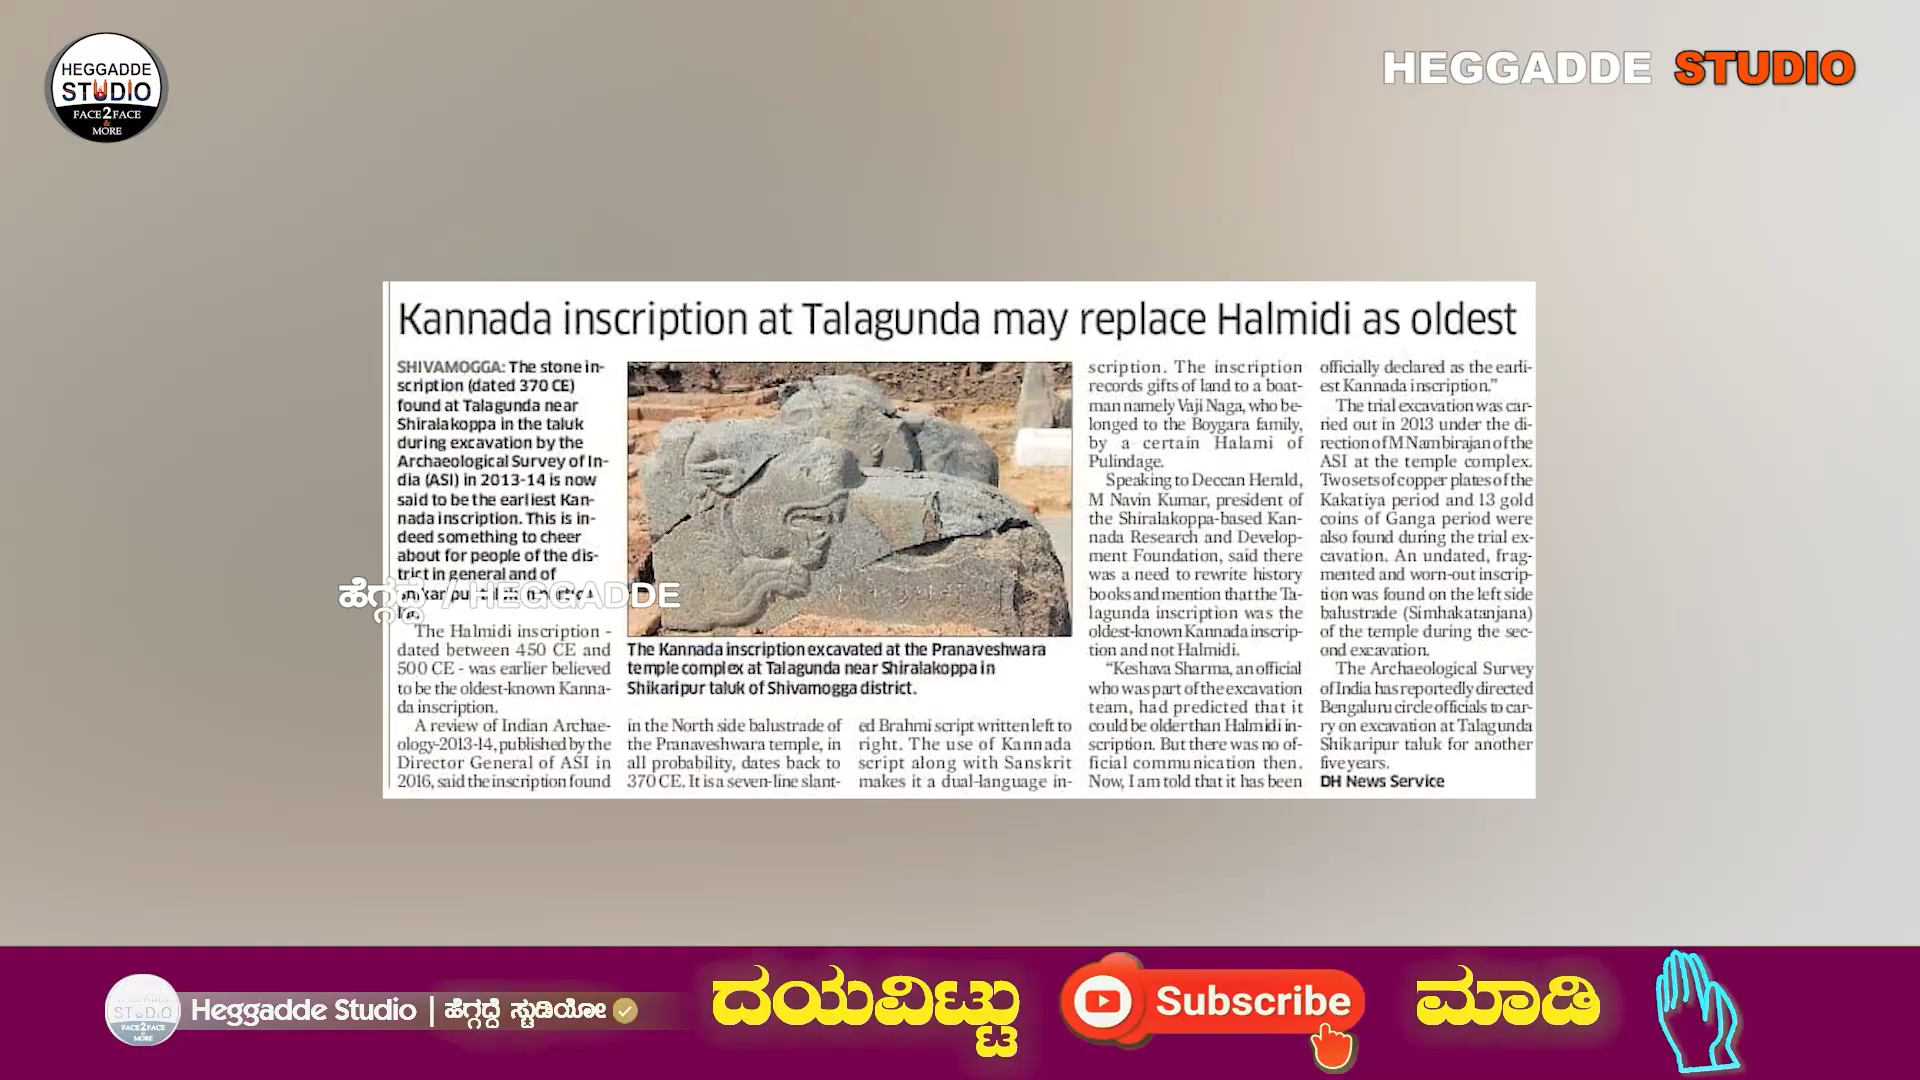 HEGGADDE
STUDIO
FACE2FACE
&
MORE
HEGGADDE STUDIO
Kannada inscription at Talagunda may replace Halmidi as oldest
SHIVAMOGGA: The stone in-
scription (dated 370 CE)
found at Talagunda near
Shiralakoppa in the taluk
during excavation by the
Archaeological Survey of In-
dia (ASI) in 2013-14 is now
said to be the earliest Kan-
nada inscription. This is in-
deed something to cheer
about for people of the dis-
trict in general and of
ಹೆಗ್ಗದ್ದೆ / HEGGADDE
The Halmidi inscription -
dated between 450 CE and
500 CE - was earlier believed
to be the oldest-known Kanna-
da inscription.
A review of Indian Archae-
ology-2013-14, published by the
Director General of ASI in
2016, said the inscription found
The Kannada inscription excavated at the Pranaveshwara
temple complex at Talagunda near Shiralakoppa in
Shikaripur taluk of Shivamogga district.
in the North side balustrade of
the Pranaveshwara temple, in
all probability, dates back to
370 CE. It is a seven-line slant-
ed Brahmi script written left to
right. The use of Kannada
script along with Sanskrit
makes it a dual-language in-
scription. The inscription
records gifts of land to a boat-
man namely Vaji Naga, who be-
longed to the Boygara family,
by a certain Halami of
Pulindage.
Speaking to Deccan Herald,
M Navin Kumar, president of
the Shiralakoppa-based Kan-
nada Research and Develop-
ment Foundation, said there
was a need to rewrite history
books and mention that the Ta-
lagunda inscription was the
oldest-known Kannada inscrip-
tion and not Halmidi.
“Keshava Sharma, an official
who was part of the excavation
team, had predicted that it
could be older than Halmidi in-
scription. But there was no of-
ficial communication then.
Now, I am told that it has been
officially declared as the earli-
est Kannada inscription.”
The trial excavation was car-
ried out in 2013 under the di-
rection of M Nambirajan of the
ASI at the temple complex.
Two sets of copper plates of the
Kakatiya period and 13 gold
coins of Ganga period were
also found during the trial ex-
cavation. An undated, frag-
mented and worn-out inscrip-
tion was found on the left side
balustrade (Simhakatanjana)
of the temple during the sec-
ond excavation.
The Archaeological Survey
of India has reportedly directed
Bengaluru circle officials to car-
ry on excavation at Talagunda
Shikaripur taluk for another
five years.
DH News Service
HEGGADDE
STUDIO
FACE2FACE
MORE
Heggadde Studio | ಹೆಗ್ಗದ್ದೆ ಸ್ಟುಡಿಯೋ
ದಯವಿಟ್ಟು Subscribe ಮಾಡಿ